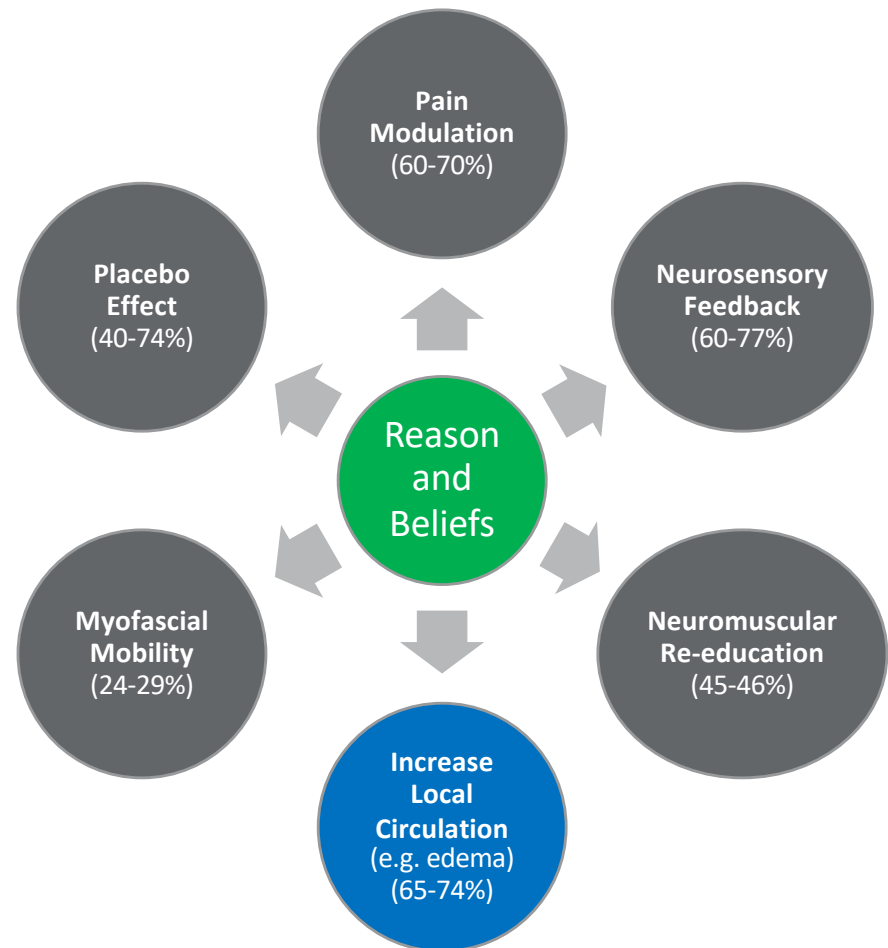 Pain
Modulation
(60-70%)
Placebo
Effect
(40-74%)
Neurosensory
Feedback
(60-77%)
Reason
and
Beliefs
Myofascial
Mobility
(24-29%)
Neuromuscular
Re-education
(45-46%)
Increase
Local
Circulation
(e.g. edema)
(65-74%)